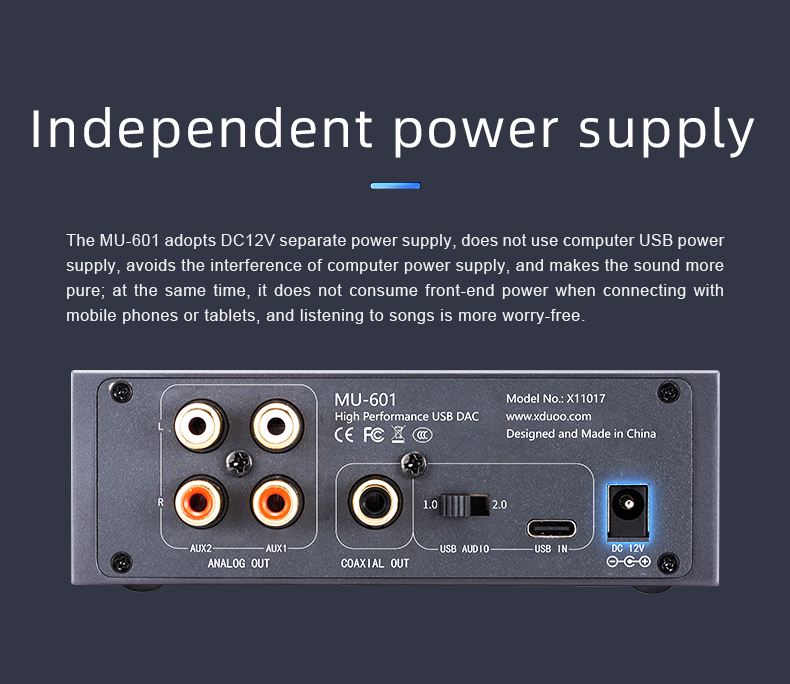 Independent power supply
The MU-601 adopts DC12V separate power supply, does not use computer USB power
supply, avoids the interference of computer power supply, and makes the sound more
pure; at the same time, it does not consume front-end power when connecting with
mobile phones or tablets, and listening to songs is more worry-free.
MU-601
High Performance USB DAC
CE FC CCC
Model No.: X11017
www.xduoo.com
Designed and Made in China
L
R
AUX2
AUX1
ANALOG OUT
COAXIAL OUT
1.0
2.0
USB AUDIO
USB IN
DC 12V